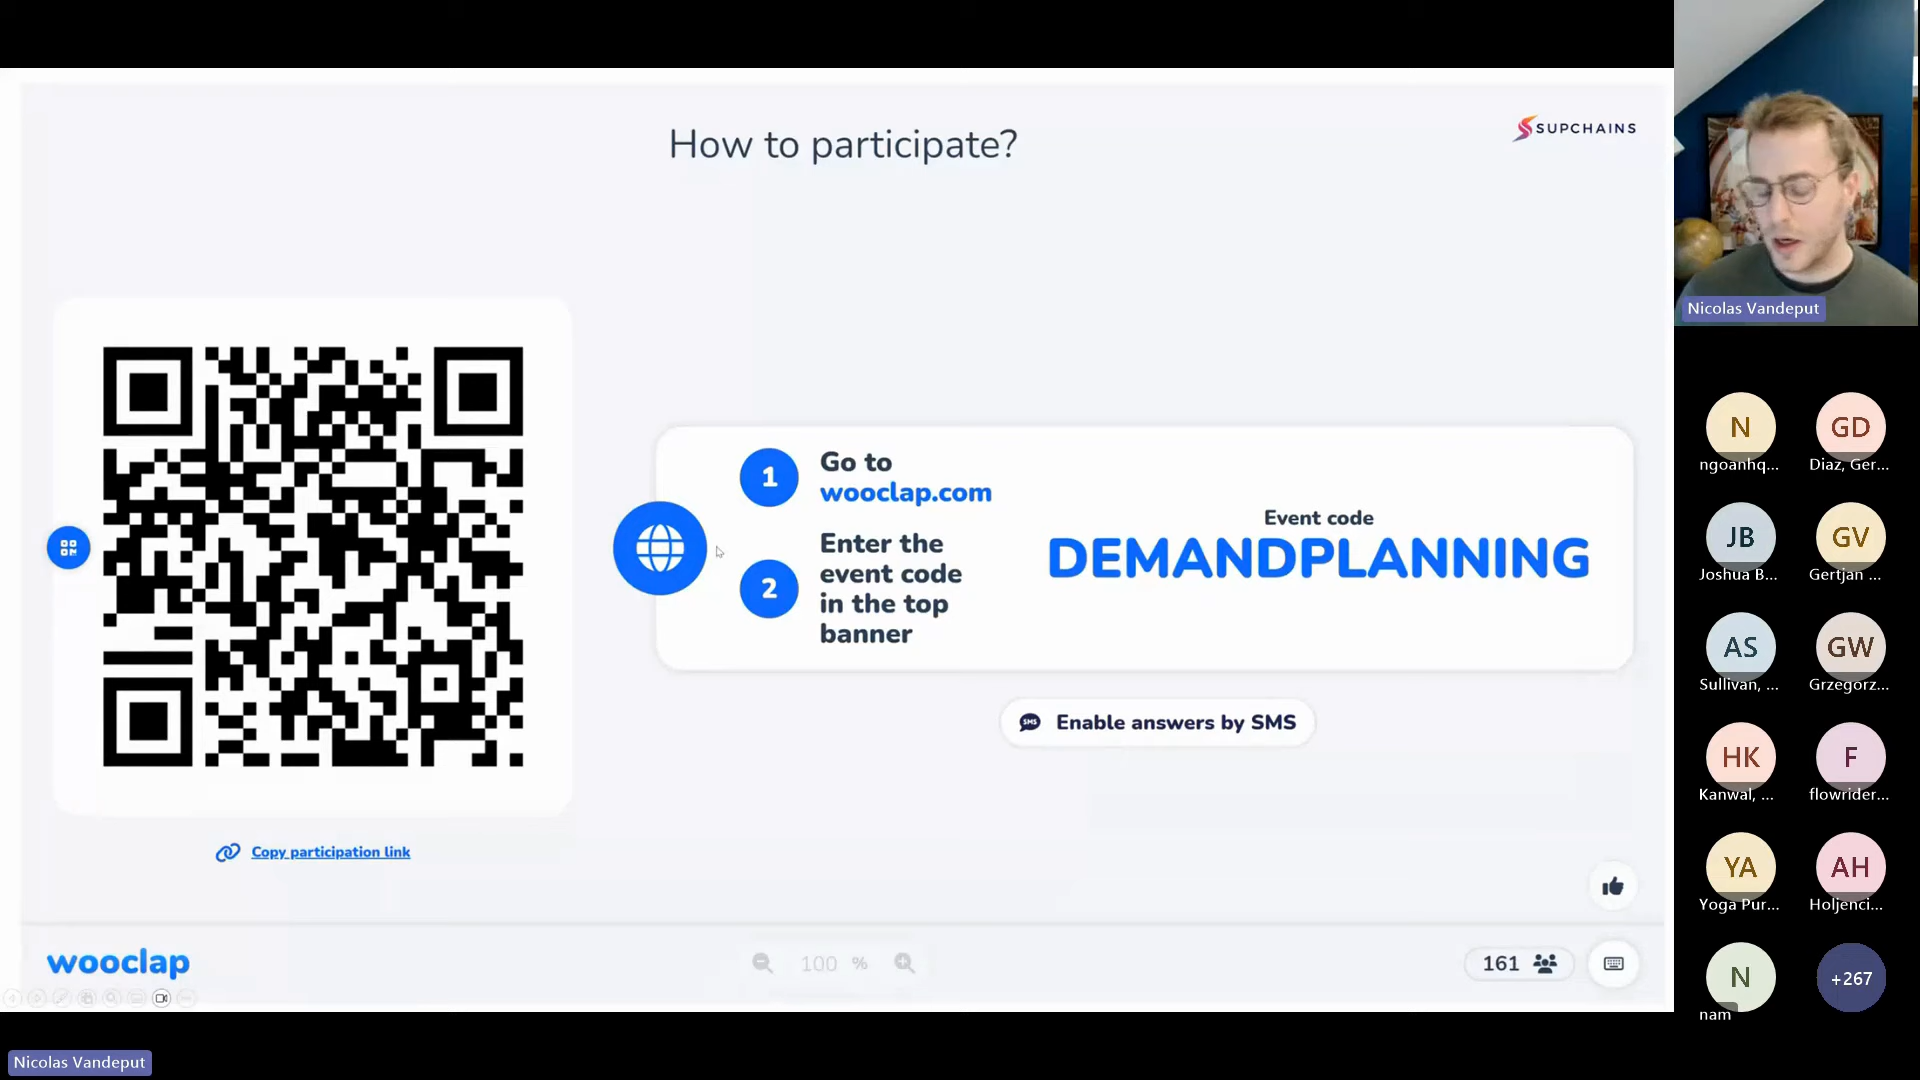 How to participate?
SUPCHAINS
1
Go to
wooclap.com
2
Enter the
event code
in the top
banner
Event code
DEMANDPLANNING
SMS
Enable answers by SMS
Copy participation link
wooclap
100 %
161
Nicolas Vandeput
N
ngoanhq...
GD
Diaz, Ger...
JB
Joshua B...
GV
Gertjan ...
AS
Sullivan, ...
GW
Grzegorz...
HK
Kanwal, ...
F
flowrider...
YA
Yoga Pur...
AH
Holjenci...
N
nam
+267
Nicolas Vandeput